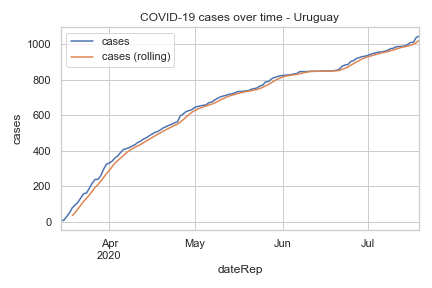 COVID-19 cases over time - Uruguay
cases
cases (rolling)
1000
800
600
400
200
0
cases
Apr
2020
May
Jun
Jul
dateRep